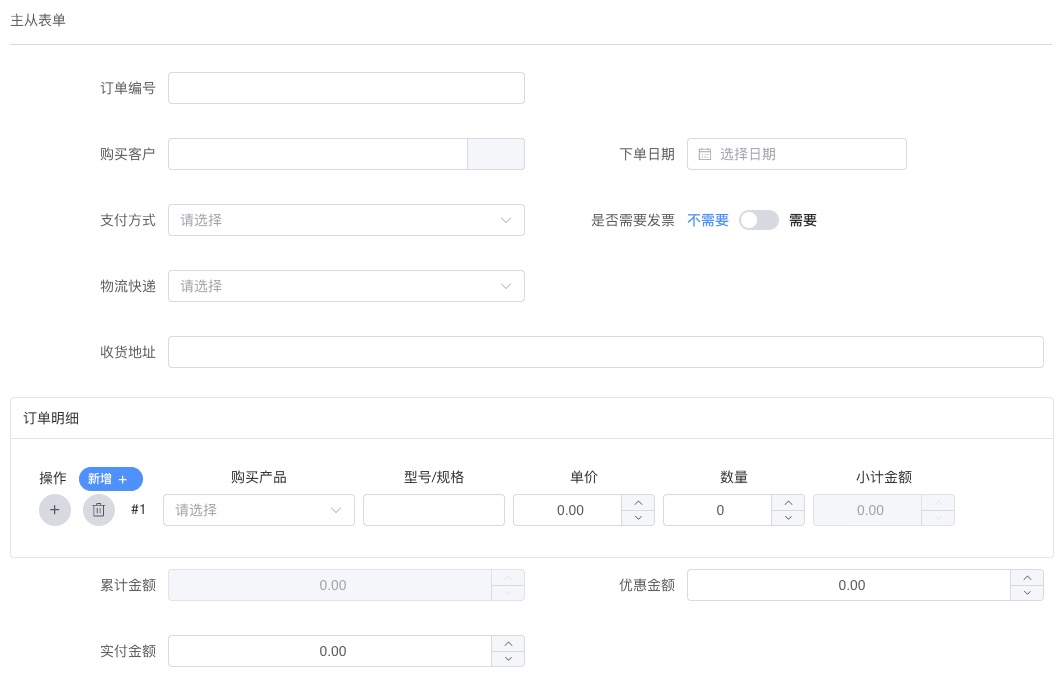 主从表单
订单编号
购买客户 下单日期 选择日期
支付方式 请选择 是否需要发票 不需要 需要
物流快递 请选择
收货地址
订单明细
操作 新增 + 购买产品 型号/规格 单价 数量 小计金额
+ #1 请选择 0.00 0 0.00
累计金额 0.00 优惠金额 0.00
实付金额 0.00